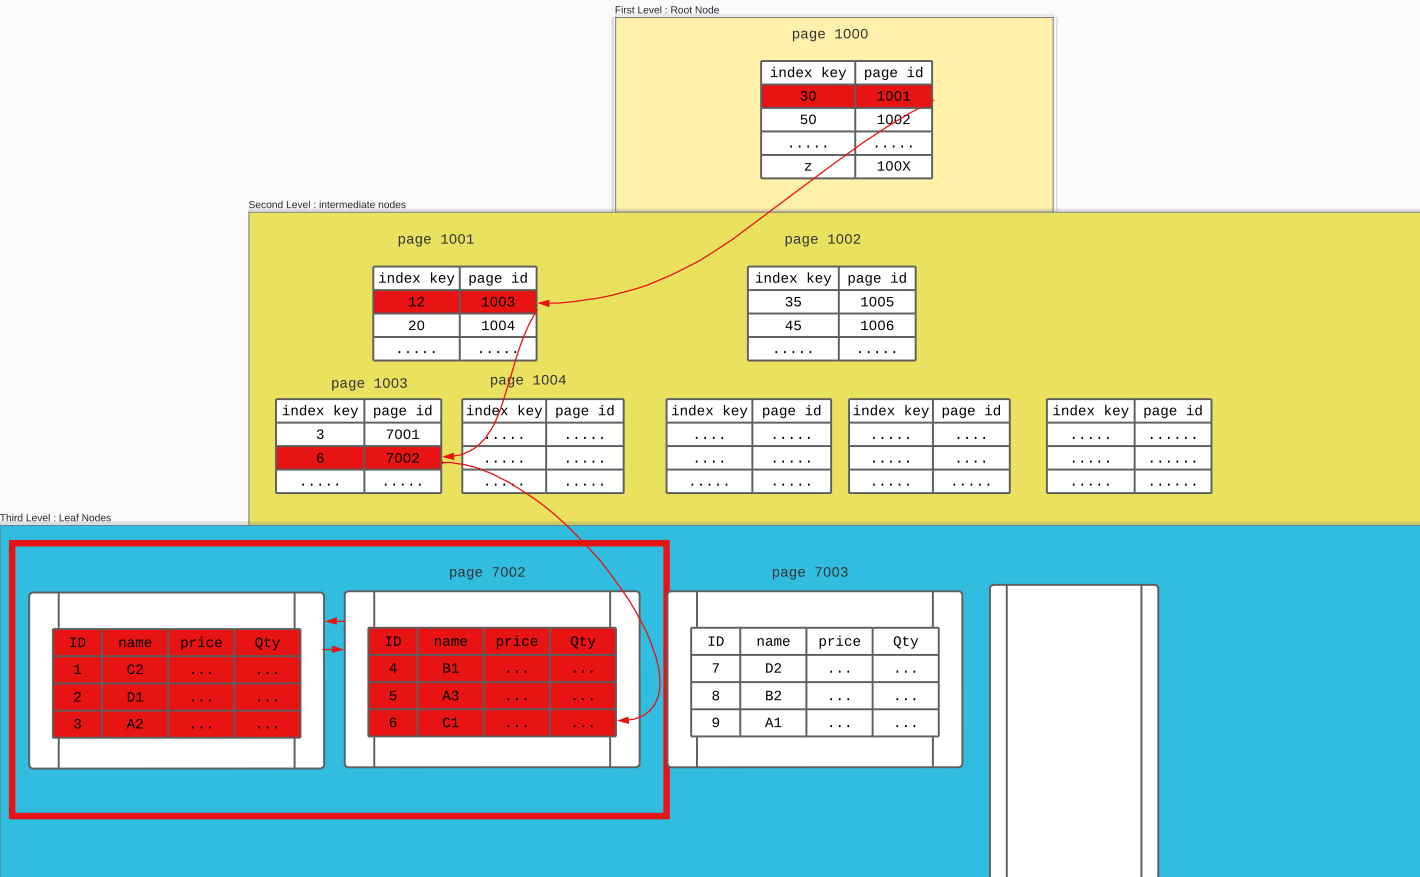 First Level : Root Node
page 1000
index key page id
30 1001
50 1002
..... .....
z 100X
Second Level : intermediate nodes
page 1001
index key page id
12 1003
20 1004
..... .....
page 1002
index key page id
35 1005
45 1006
..... .....
page 1003
index key page id
3 7001
6 7002
..... .....
page 1004
index key page id
..... .....
..... .....
..... .....
index key page id
.... .....
.... .....
..... .....
index key page id
..... ....
..... ....
..... .....
index key page id
..... ......
..... ......
..... ......
Third Level : Leaf Nodes
ID name price Qty
1 C2 ... ...
2 D1 ... ...
3 A2 ... ...
page 7002
ID name price Qty
4 B1 ... ...
5 A3 ... ...
6 C1 ... ...
page 7003
ID name price Qty
7 D2 ... ...
8 B2 ... ...
9 A1 ... ...